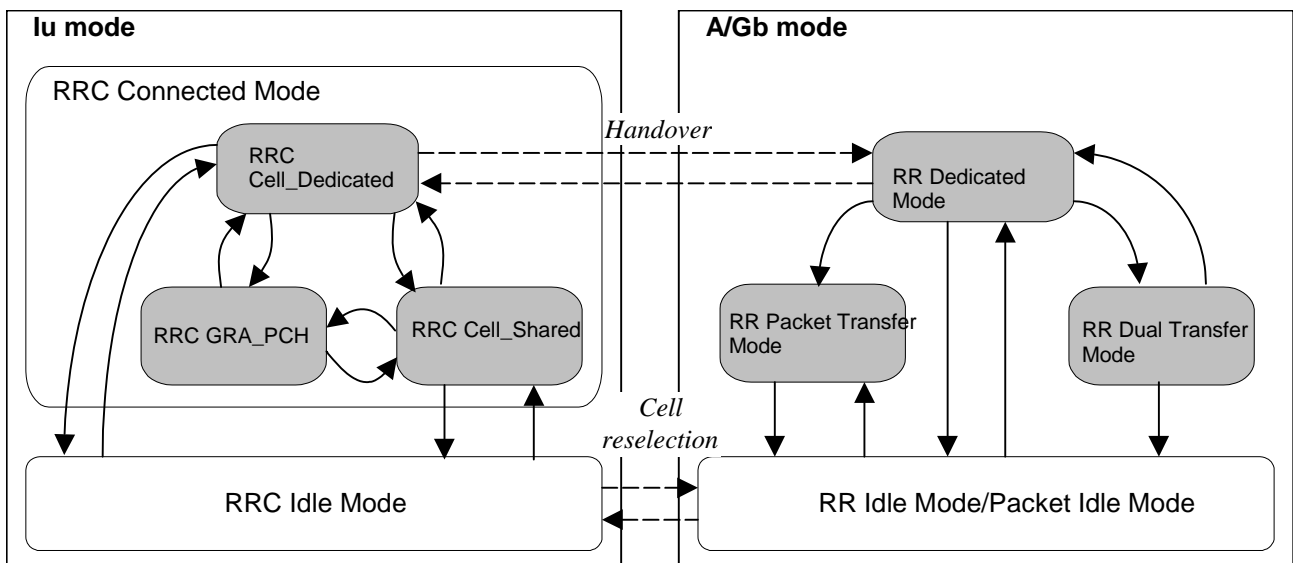 Iu mode
A/Gb mode
RRC Connected Mode
RRC
Cell_Dedicated
Handover
RR Dedicated
Mode
RRC GRA_PCH
RRC Cell_Shared
RR Packet Transfer
Mode
RR Dual Transfer
Mode
Cell
reselection
RRC Idle Mode
RR Idle Mode/Packet Idle Mode